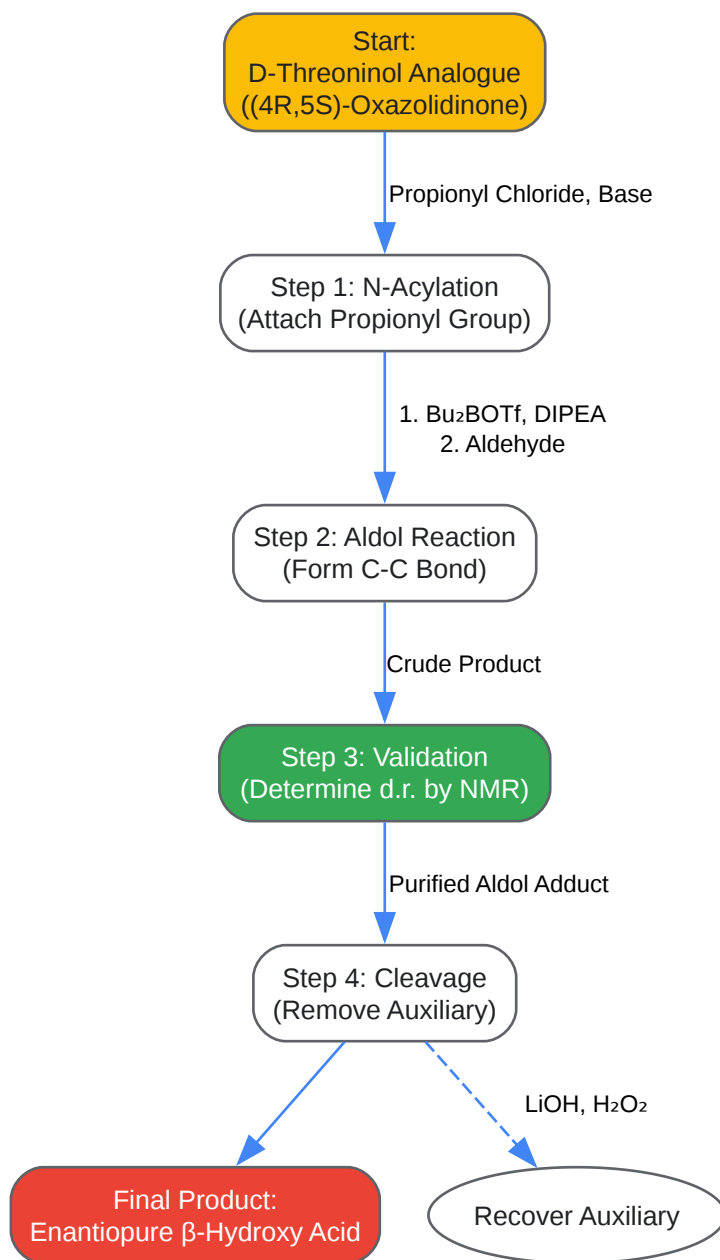 Start:
D-Threoninol Analogue
((4R,5S)-Oxazolidinone)
Propionyl Chloride, Base
Step 1: N-Acylation
(Attach Propionyl Group)
1. Bu₂BOTf, DIPEA
2. Aldehyde
Step 2: Aldol Reaction
(Form C-C Bond)
Crude Product
Step 3: Validation
(Determine d.r. by NMR)
Purified Aldol Adduct
Step 4: Cleavage
(Remove Auxiliary)
LiOH, H₂O₂
Final Product:
Enantiopure β-Hydroxy Acid
Recover Auxiliary